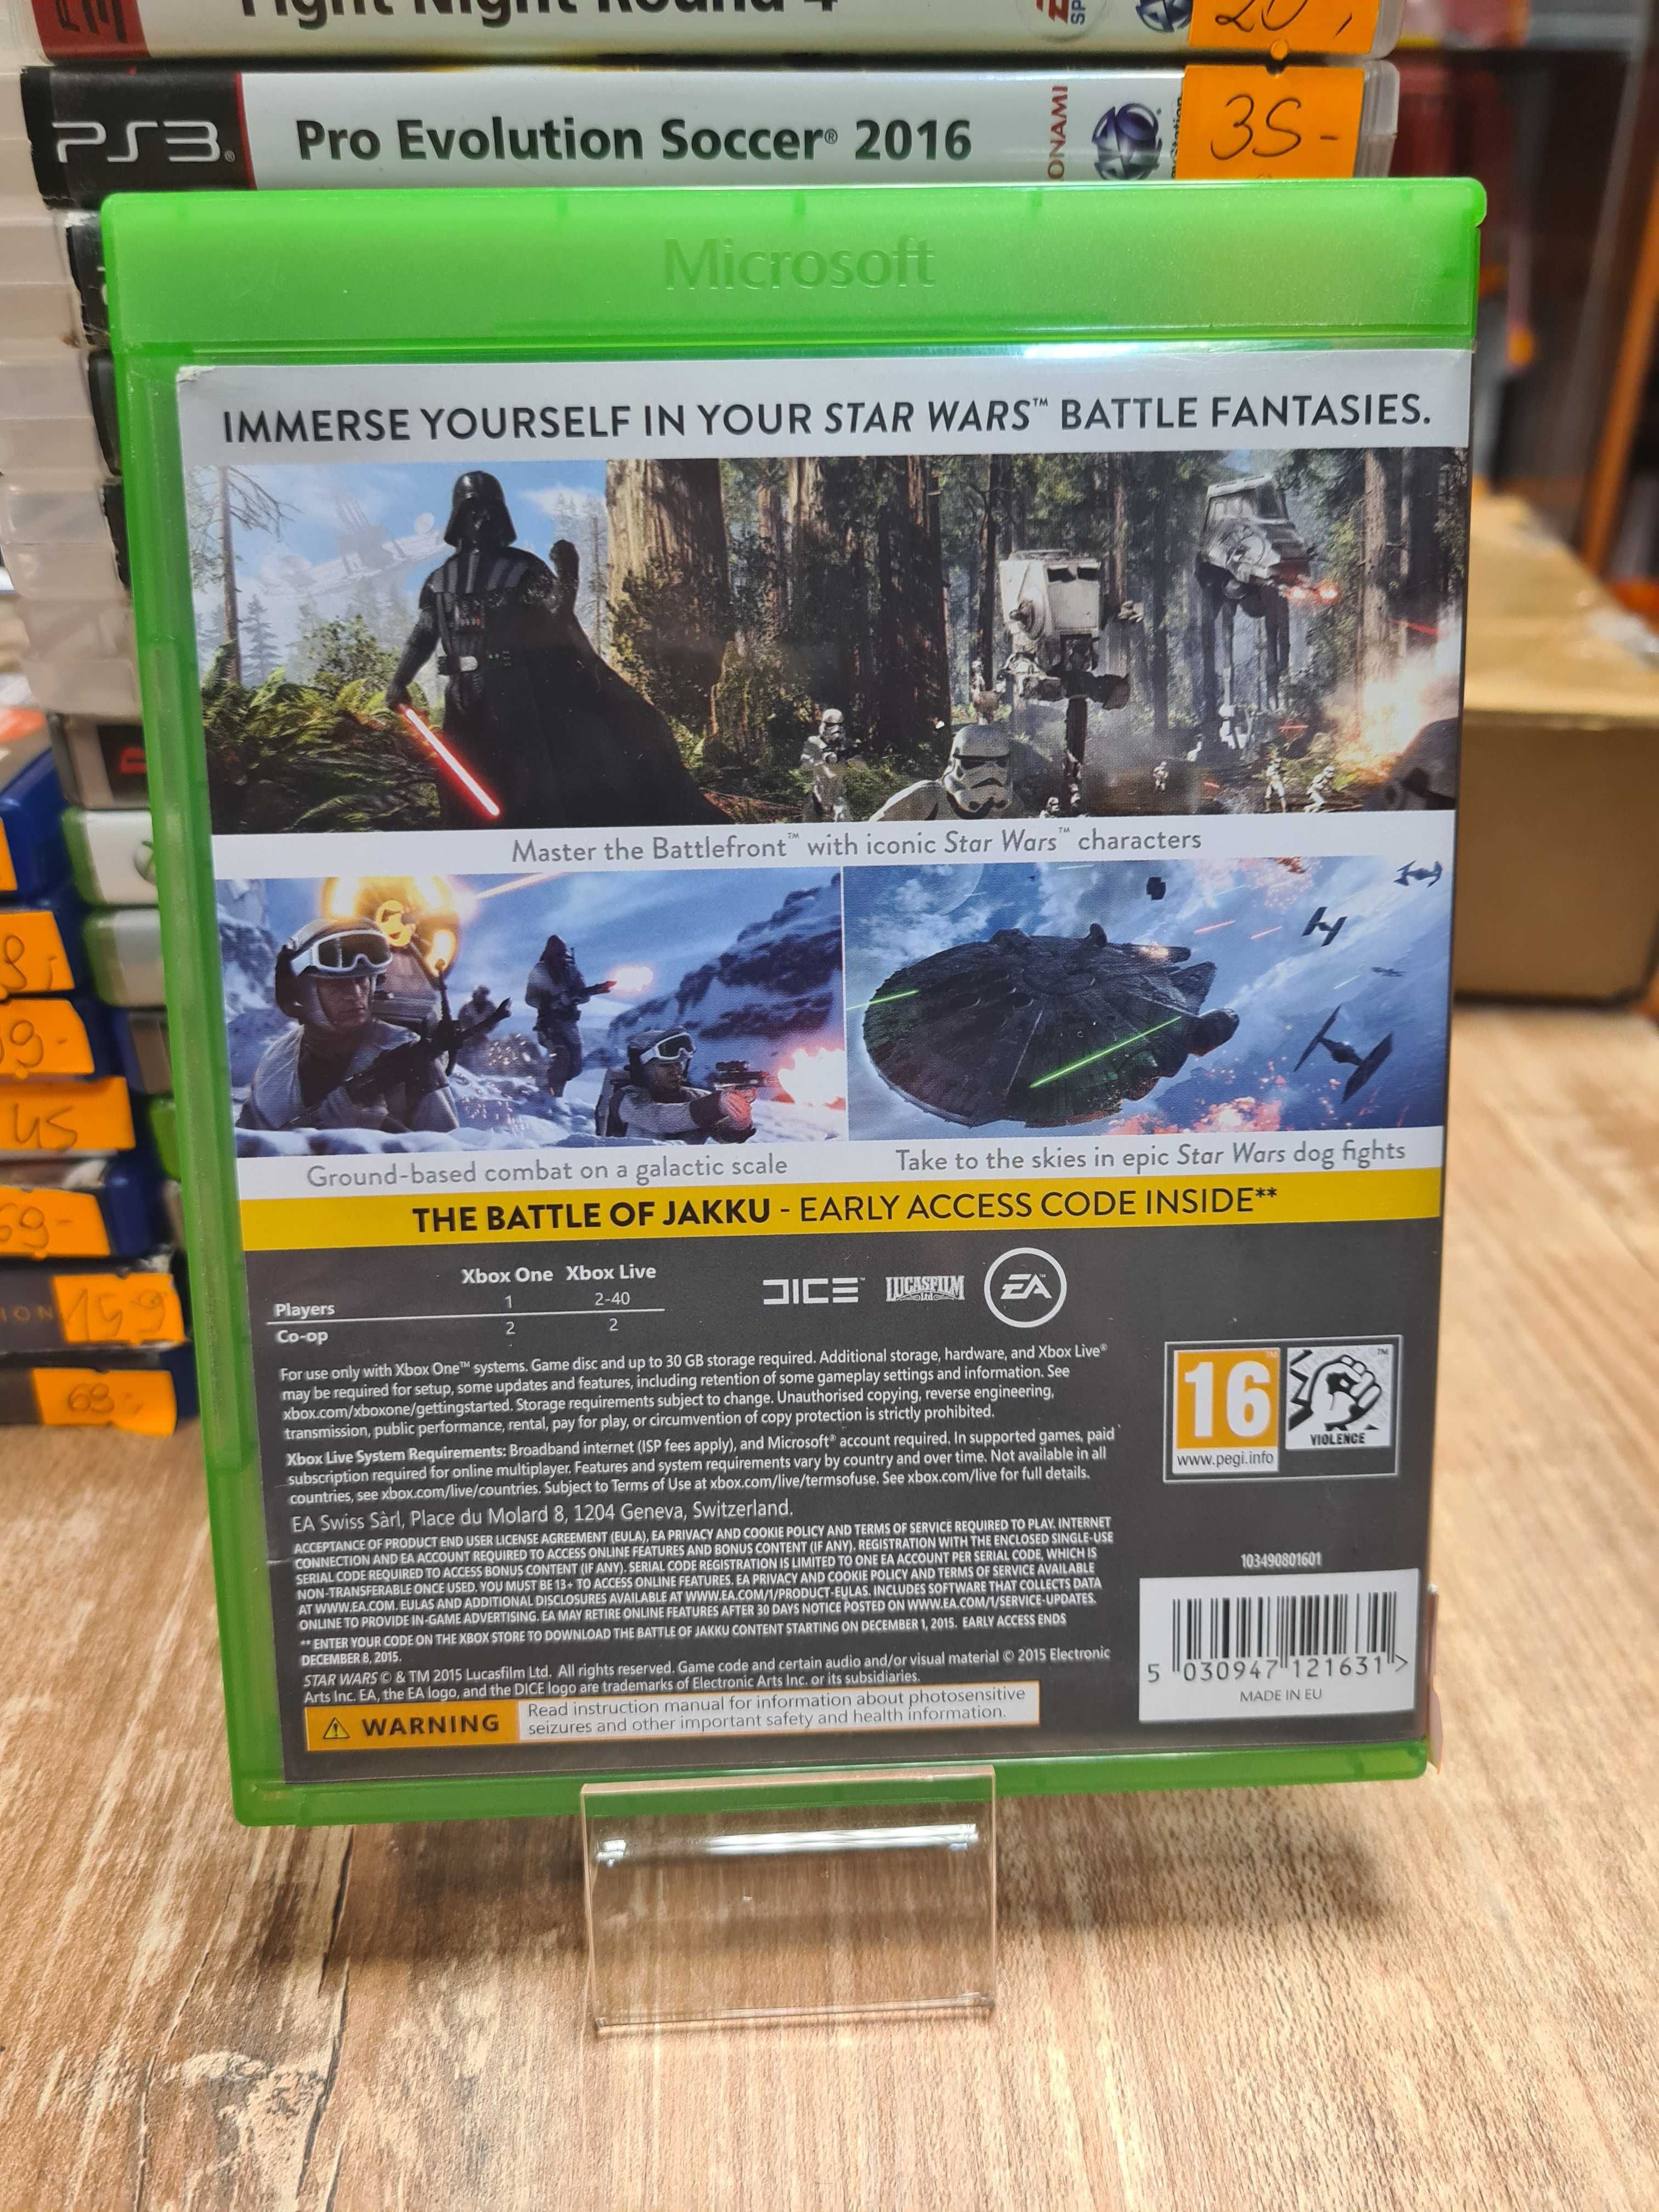 Fight Night Round 4
20,
PS3
Pro Evolution Soccer® 2016
KONAMI
35-
Microsoft
IMMERSE YOURSELF IN YOUR STAR WARS™ BATTLE FANTASIES.
Master the Battlefront™ with iconic Star Wars™ characters
Ground-based combat on a galactic scale
Take to the skies in epic Star Wars dog fights
THE BATTLE OF JAKKU - EARLY ACCESS CODE INSIDE**
Xbox One Xbox Live
Players 1 2-40
Co-op 2 2
DICE™ LUCASFILM Ltd. EA™
For use only with Xbox One™ systems. Game disc and up to 30 GB storage required. Additional storage, hardware, and Xbox Live®
may be required for setup, some updates and features, including retention of some gameplay settings and information. See
xbox.com/xboxone/gettingstarted. Storage requirements subject to change. Unauthorised copying, reverse engineering,
transmission, public performance, rental, pay for play, or circumvention of copy protection is strictly prohibited.
Xbox Live System Requirements: Broadband internet (ISP fees apply), and Microsoft® account required. In supported games, paid
subscription required for online multiplayer. Features and system requirements vary by country and over time. Not available in all
countries, see xbox.com/live/countries. Subject to Terms of Use at xbox.com/live/termsofuse. See xbox.com/live for full details.
EA Swiss Sàrl, Place du Molard 8, 1204 Geneva, Switzerland.
ACCEPTANCE OF PRODUCT END USER LICENSE AGREEMENT (EULA), EA PRIVACY AND COOKIE POLICY AND TERMS OF SERVICE REQUIRED TO PLAY. INTERNET
CONNECTION AND EA ACCOUNT REQUIRED TO ACCESS ONLINE FEATURES AND BONUS CONTENT (IF ANY). REGISTRATION WITH THE ENCLOSED SINGLE-USE
SERIAL CODE REQUIRED TO ACCESS BONUS CONTENT (IF ANY). SERIAL CODE REGISTRATION IS LIMITED TO ONE EA ACCOUNT PER SERIAL CODE, WHICH IS
NON-TRANSFERABLE ONCE USED. YOU MUST BE 13+ TO ACCESS ONLINE FEATURES. EA PRIVACY AND COOKIE POLICY AND TERMS OF SERVICE AVAILABLE
AT WWW.EA.COM. EULAS AND ADDITIONAL DISCLOSURES AVAILABLE AT WWW.EA.COM/1/PRODUCT-EULAS. INCLUDES SOFTWARE THAT COLLECTS DATA
ONLINE TO PROVIDE IN-GAME ADVERTISING. EA MAY RETIRE ONLINE FEATURES AFTER 30 DAYS NOTICE POSTED ON WWW.EA.COM/1/SERVICE-UPDATES.
** ENTER YOUR CODE ON THE XBOX STORE TO DOWNLOAD THE BATTLE OF JAKKU CONTENT STARTING ON DECEMBER 1, 2015. EARLY ACCESS ENDS
DECEMBER 8, 2015.
STAR WARS © & TM 2015 Lucasfilm Ltd. All rights reserved. Game code and certain audio and/or visual material © 2015 Electronic
Arts Inc. EA, the EA logo, and the DICE logo are trademarks of Electronic Arts Inc. or its subsidiaries.
WARNING
Read instruction manual for information about photosensitive
seizures and other important safety and health information.
16
www.pegi.info
VIOLENCE
103490801601
5 030947 121631 >
MADE IN EU
45
69-
159
69-